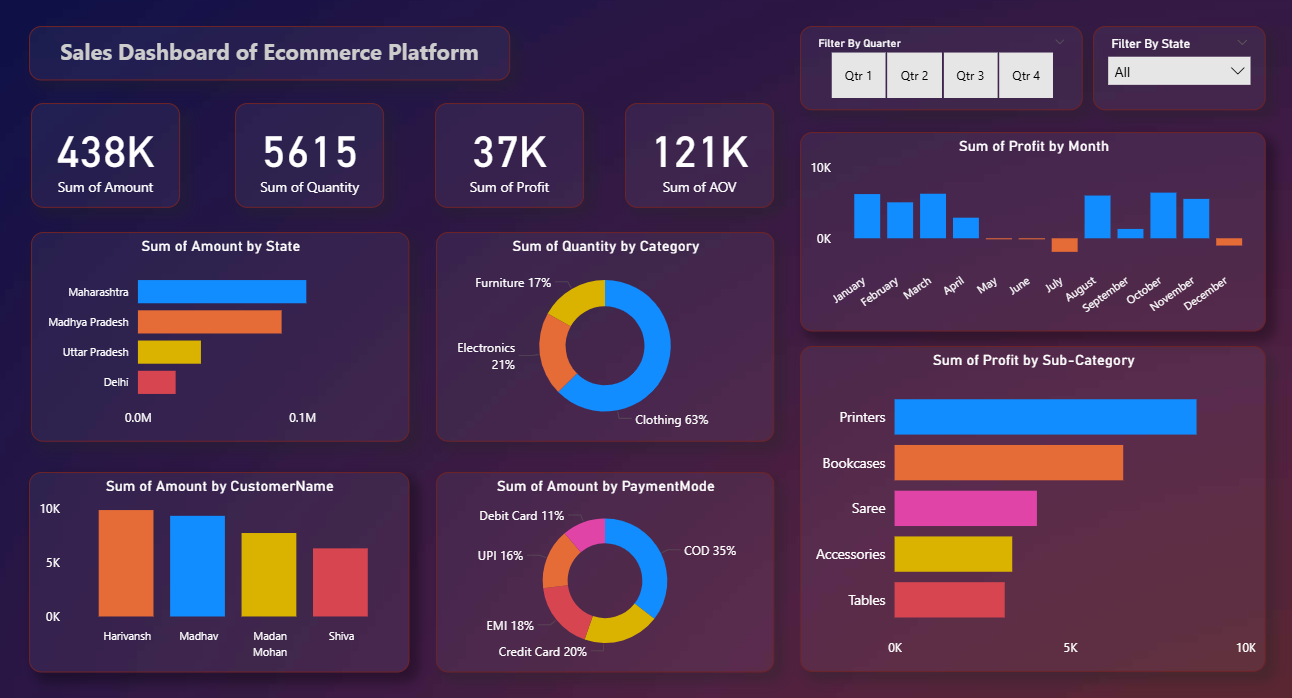 Sales Dashboard of Ecommerce Platform
Filter By Quarter
Qtr 1
Qtr 2
Qtr 3
Qtr 4
Filter By State
All
438K
Sum of Amount
5615
Sum of Quantity
37K
Sum of Profit
121K
Sum of AOV
Sum of Profit by Month
10K
0K
January
February
March
April
May
June
July
August
September
October
November
December
Sum of Amount by State
Maharashtra
Madhya Pradesh
Uttar Pradesh
Delhi
0.0M
0.1M
Sum of Quantity by Category
Furniture 17%
Electronics
21%
Clothing 63%
Sum of Profit by Sub-Category
Printers
Bookcases
Saree
Accessories
Tables
0K
5K
10K
Sum of Amount by CustomerName
10K
5K
0K
Harivansh
Madhav
Madan
Mohan
Shiva
Sum of Amount by PaymentMode
Debit Card 11%
COD 35%
UPI 16%
EMI 18%
Credit Card 20%